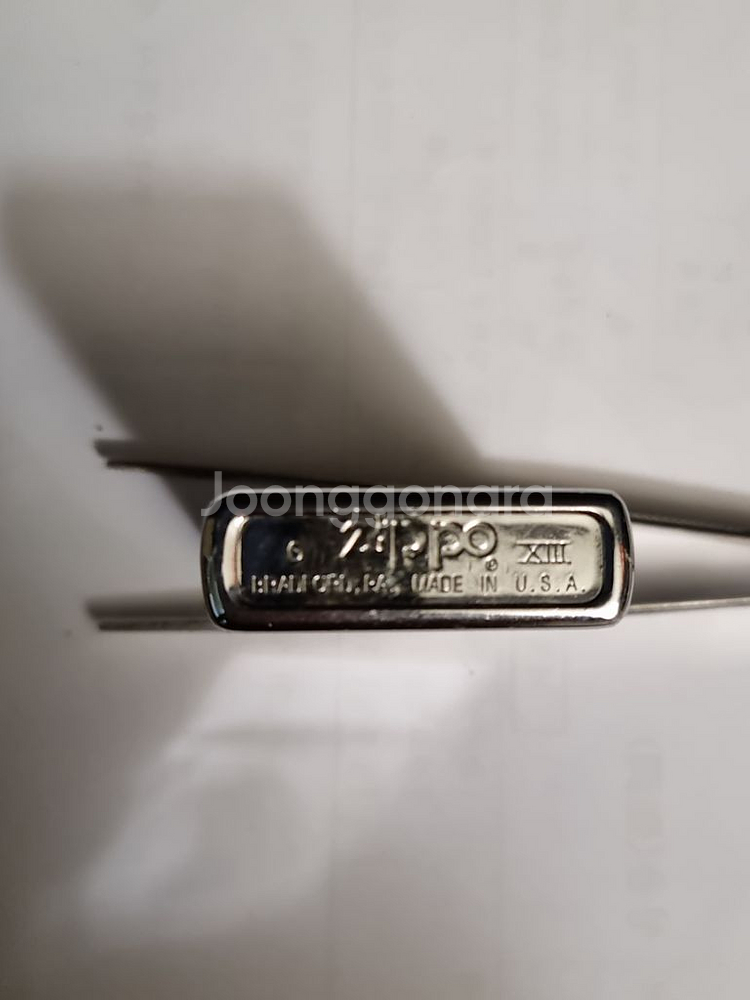 Joonggonara
G Zippo ® XIII
BRADFORD, PA. MADE IN U.S.A.